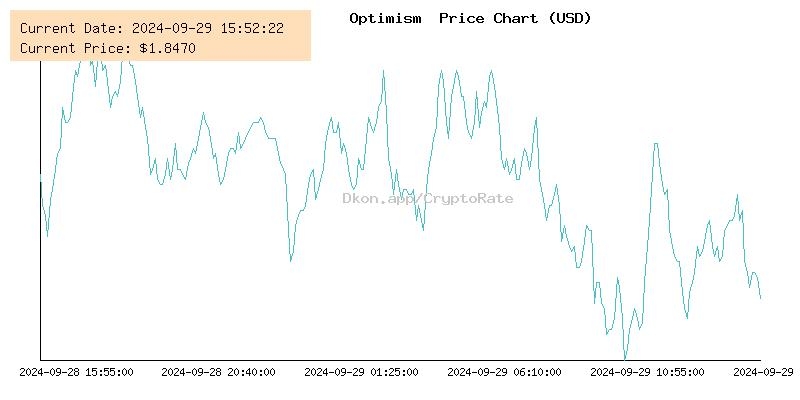 Optimism  Price Chart (USD)
Current Date: 2024-09-29 15:52:22
Current Price: $1.8470
Dkon.app/CryptoRate
2024-09-28 15:55:00 2024-09-28 20:40:00 2024-09-29 01:25:00 2024-09-29 06:10:00 2024-09-29 10:55:00 2024-09-29